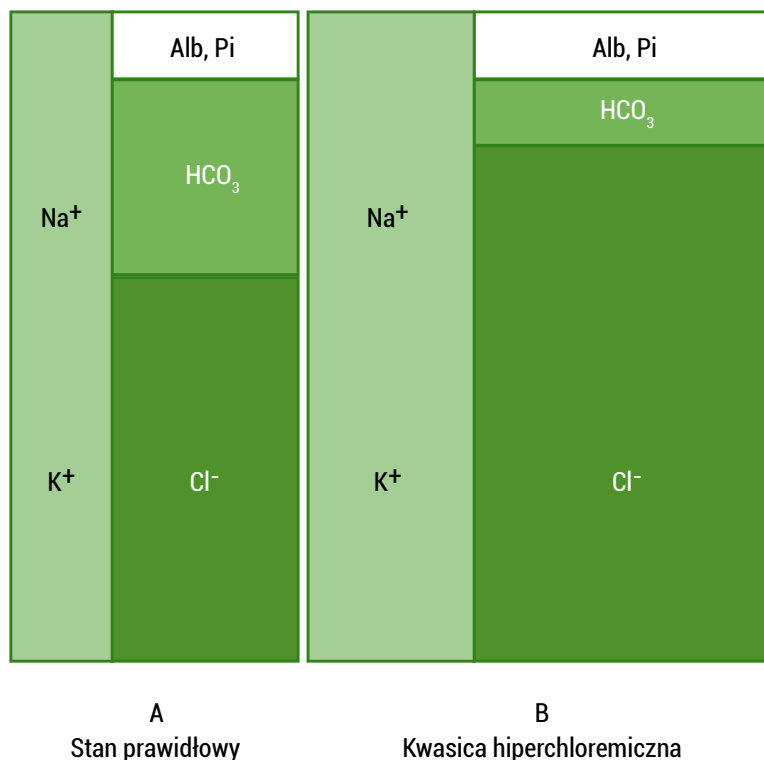 Alb, Pi
HCO₃
Na⁺
K⁺
Cl⁻
A
Stan prawidłowy
Alb, Pi
HCO₃
Na⁺
K⁺
Cl⁻
B
Kwasica hiperchloremiczna